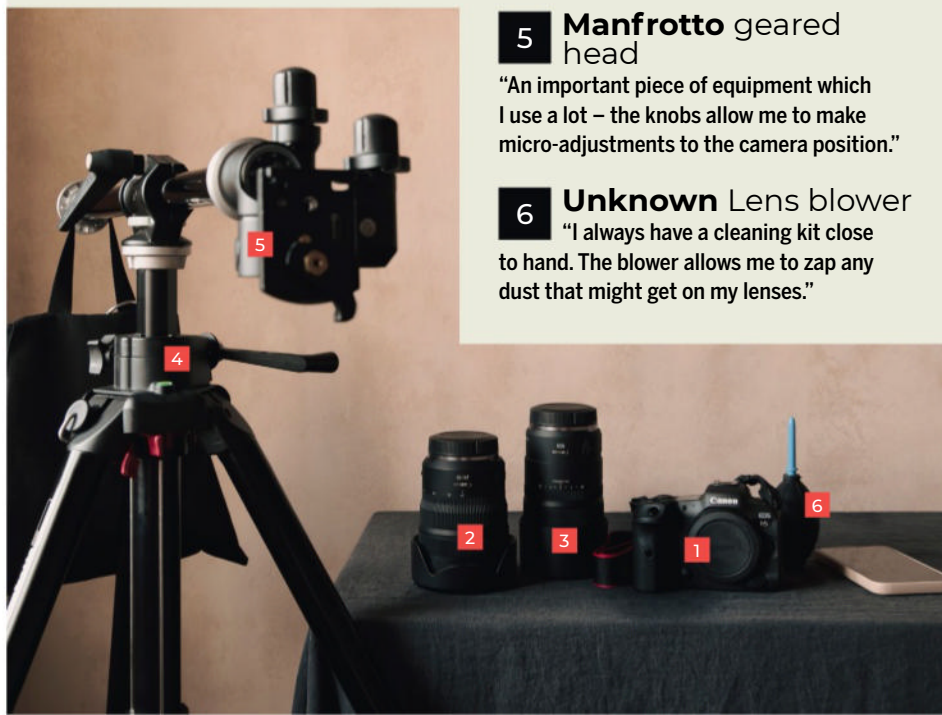 5 Manfrotto geared
head
“An important piece of equipment which
I use a lot – the knobs allow me to make
micro-adjustments to the camera position.”
6 Unknown Lens blower
“I always have a cleaning kit close
to hand. The blower allows me to zap any
dust that might get on my lenses.”
5
4
2
3
1
6
Canon
EOS